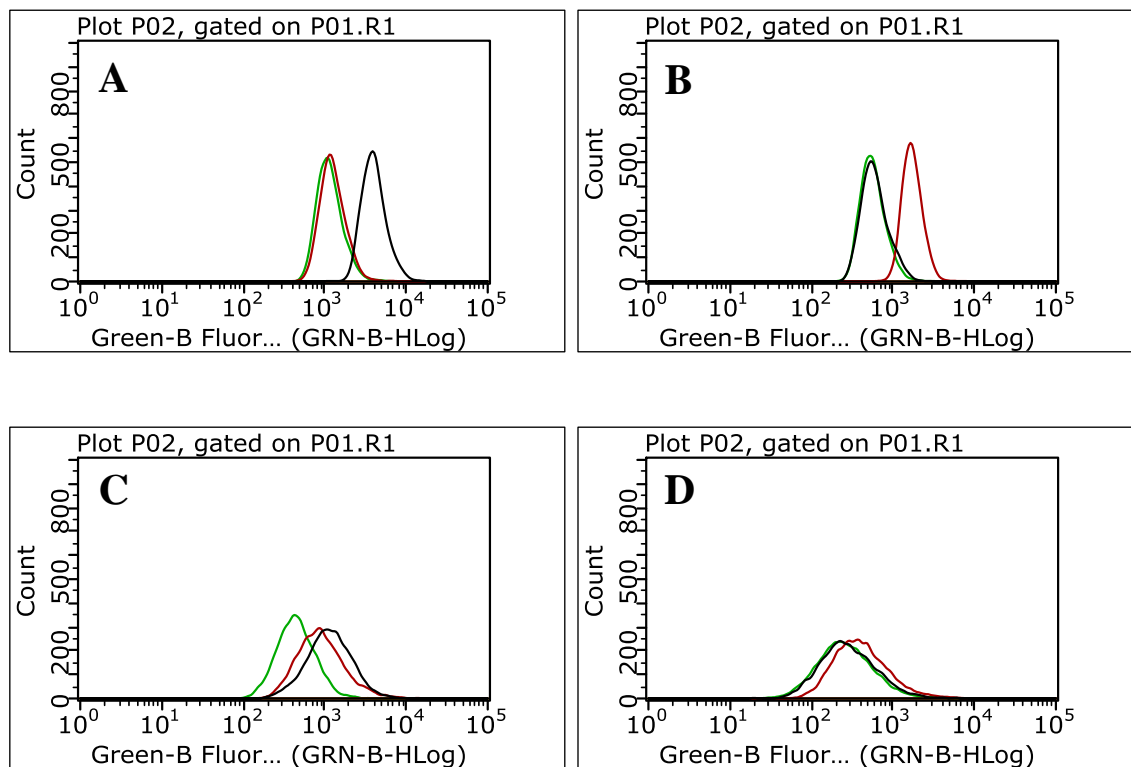 Plot P02, gated on P01.R1
A
Count
800
500
200
0
10^0 10^1 10^2 10^3 10^4 10^5
Green-B Fluor... (GRN-B-HLog)
Plot P02, gated on P01.R1
B
Count
800
500
200
0
10^0 10^1 10^2 10^3 10^4 10^5
Green-B Fluor... (GRN-B-HLog)
Plot P02, gated on P01.R1
C
Count
800
500
200
0
10^0 10^1 10^2 10^3 10^4 10^5
Green-B Fluor... (GRN-B-HLog)
Plot P02, gated on P01.R1
D
Count
800
500
200
0
10^0 10^1 10^2 10^3 10^4 10^5
Green-B Fluor... (GRN-B-HLog)